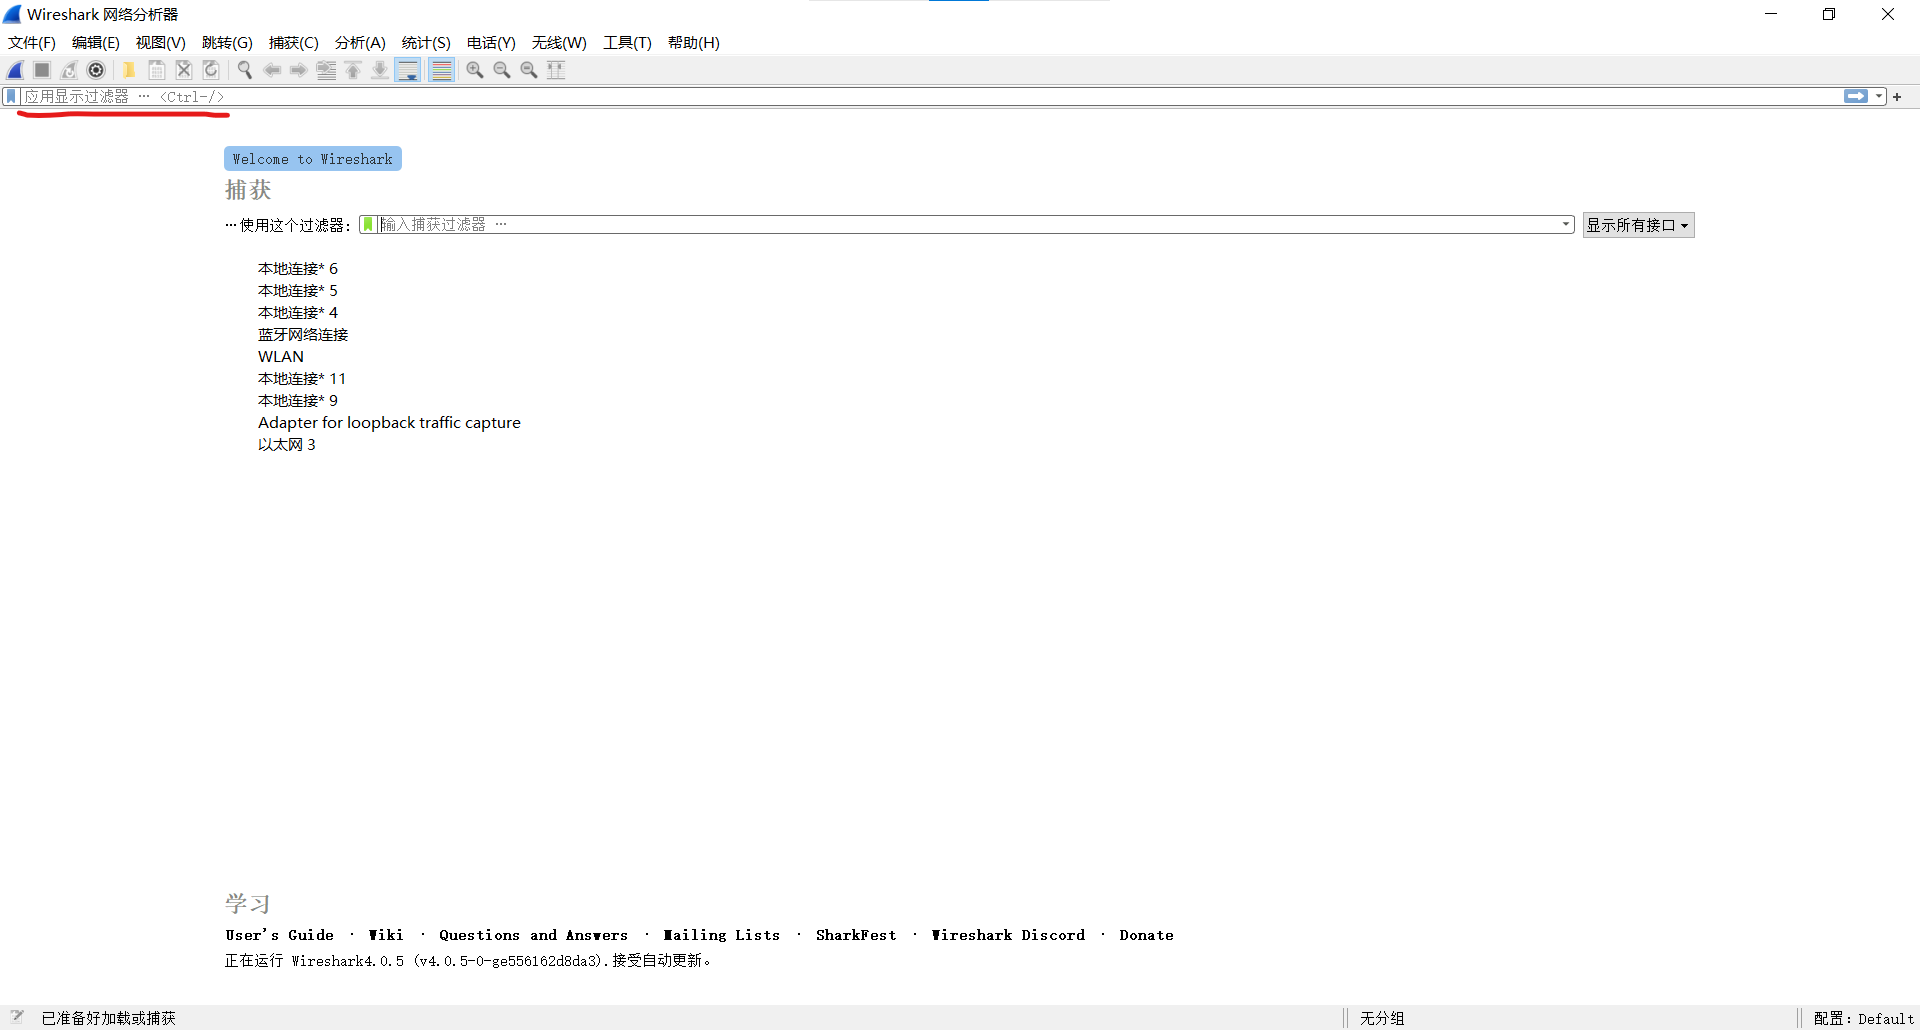 Wireshark 网络分析器
文件(F) 编辑(E) 视图(V) 跳转(G) 捕获(C) 分析(A) 统计(S) 电话(Y) 无线(W) 工具(T) 帮助(H)
应用显示过滤器 … <Ctrl-/>
+
Welcome to Wireshark
捕获
…使用这个过滤器: 输入捕获过滤器 … 显示所有接口
本地连接* 6
本地连接* 5
本地连接* 4
蓝牙网络连接
WLAN
本地连接* 11
本地连接* 9
Adapter for loopback traffic capture
以太网 3
学习
User's Guide · Wiki · Questions and Answers · Mailing Lists · SharkFest · Wireshark Discord · Donate
正在运行 Wireshark4.0.5 (v4.0.5-0-ge556162d8da3).接受自动更新。
已准备好加载或捕获 无分组 配置：Default